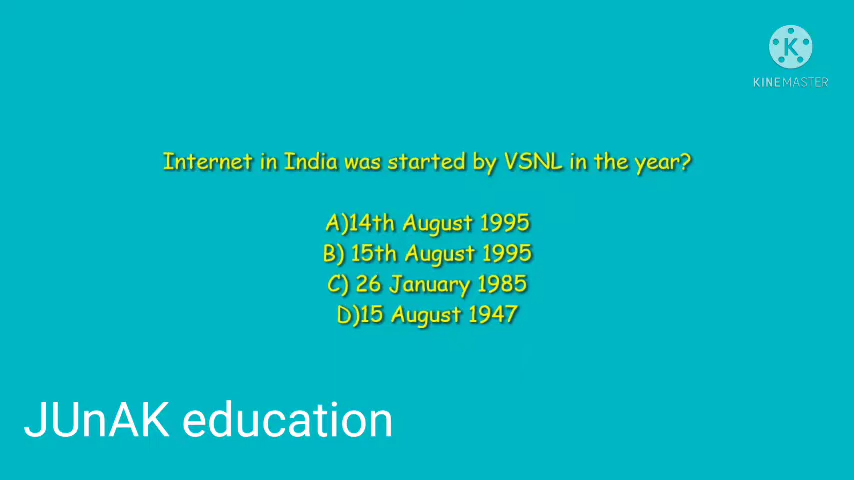 K
KINEMASTER
Internet in India was started by VSNL in the year?
A)14th August 1995
B) 15th August 1995
C) 26 January 1985
D)15 August 1947
JUnAK education